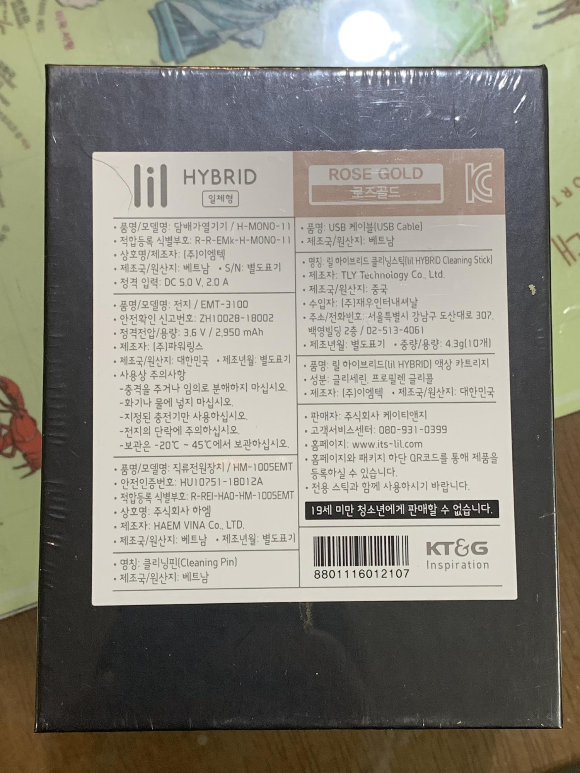 lil HYBRID
일체형
• 품명/모델명: 담배가열기기 / H-MONO-11
• 적합등록 식별부호: R-R-EMk-H-MONO-11
• 상호명/제조자: (주)이엠텍
• 제조국/원산지: 베트남 • S/N: 별도표기
• 정격 입력: DC 5.0 V, 2.0 A
• 품명/모델명: 전지 / EMT-3100
• 안전확인 신고번호: ZH10028-18002
• 정격전압/용량: 3.6 V / 2,950 mAh
• 제조자: (주)파워링스
• 제조국/원산지: 대한민국 • 제조년월: 별도표기
• 사용상 주의사항
-충격을 주거나 임의로 분해하지 마십시오.
-화기나 물에 넣지 마십시오.
-지정된 충전기만 사용하십시오.
-전지의 단락에 주의하십시오.
-보관은 -20℃ ~ 45℃에서 보관하십시오.
• 품명/모델명: 직류전원장치 / HM-1005EMT
• 안전인증번호: HU10751-18012A
• 적합등록 식별부호: R-REI-HA0-HM-1005EMT
• 상호명: 주식회사 하엠
• 제조자: HAEM VINA Co., LTD.
• 제조국/원산지: 베트남 • 제조년월: 별도표기
• 명칭: 클리닝핀(Cleaning Pin)
• 제조국/원산지: 베트남
ROSE GOLD
로즈골드
• 품명: USB 케이블(USB Cable)
• 제조국/원산지: 베트남
• 명칭: 릴 하이브리드 클리닝스틱(lil HYBRID Cleaning Stick)
• 제조자: TLY Technology Co., Ltd.
• 제조국/원산지: 중국
• 수입자: (주)재우인터내셔날
• 주소/전화번호: 서울특별시 강남구 도산대로 307,
백영빌딩 2층 / 02-513-4061
• 제조년월: 별도표기 • 중량/용량: 4.3g(10개)
• 품명: 릴 하이브리드(lil HYBRID) 액상 카트리지
• 성분: 글리세린, 프로필렌 글리콜
• 제조자: (주)이엠텍 • 제조국/원산지: 대한민국
• 판매자: 주식회사 케이티앤지
• 고객서비스센터: 080-931-0399
• 홈페이지: www.its-lil.com
• 홈페이지와 패키지 하단 QR코드를 통해 제품을
등록하실 수 있습니다.
• 전용 스틱과 함께 사용하시기 바랍니다.
19세 미만 청소년에게 판매할 수 없습니다.
8801116012107
KT&G
Inspiration